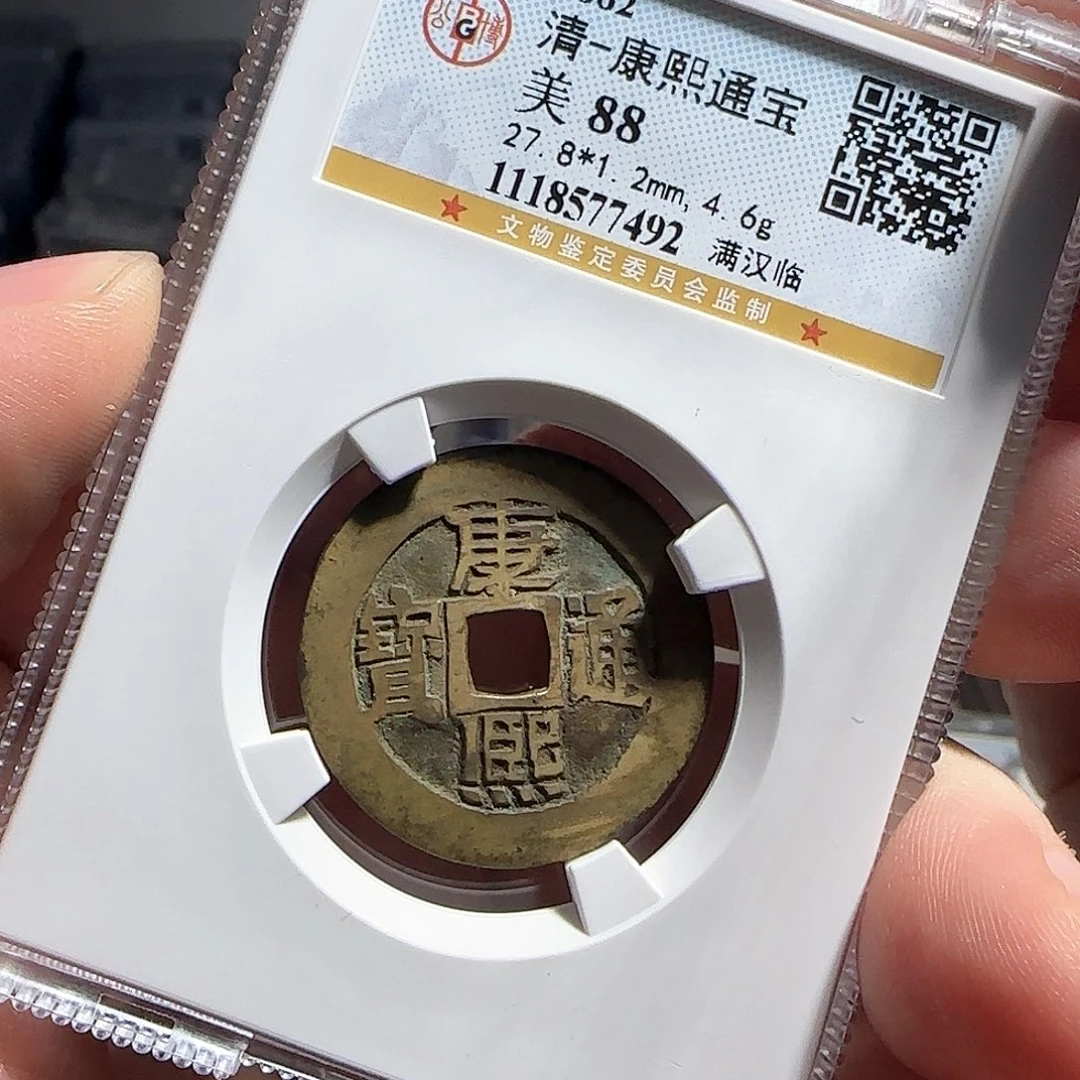 清-康熙通宝
美 88
27.8*1.2mm, 4.6g
1118577492 满汉临
★ 文物鉴定委员会监制 ★
康熙通寳